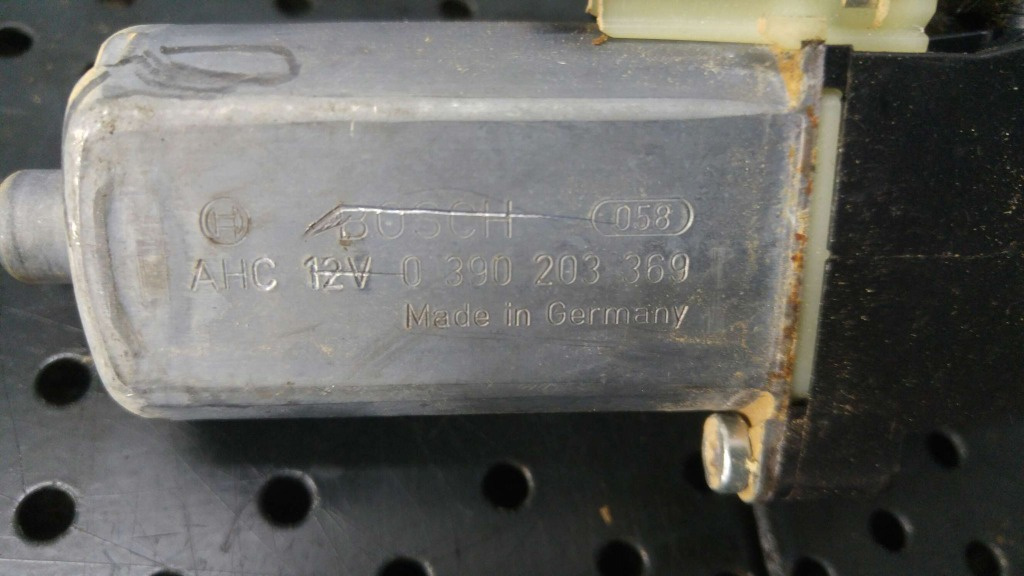 BOSCH 058
AHC 12V 0 390 203 369
Made in Germany